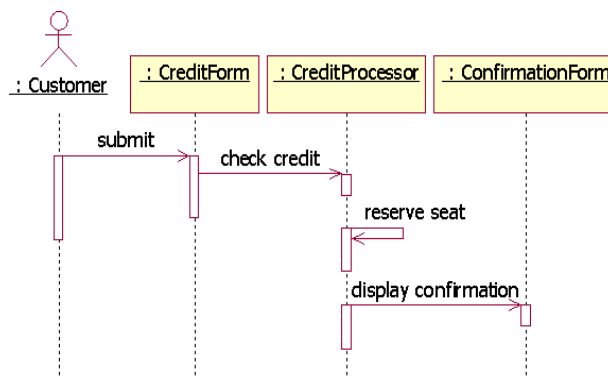 : Customer
: CreditForm
: CreditProcessor
: ConfirmationForm
submit
check credit
reserve seat
display confirmation